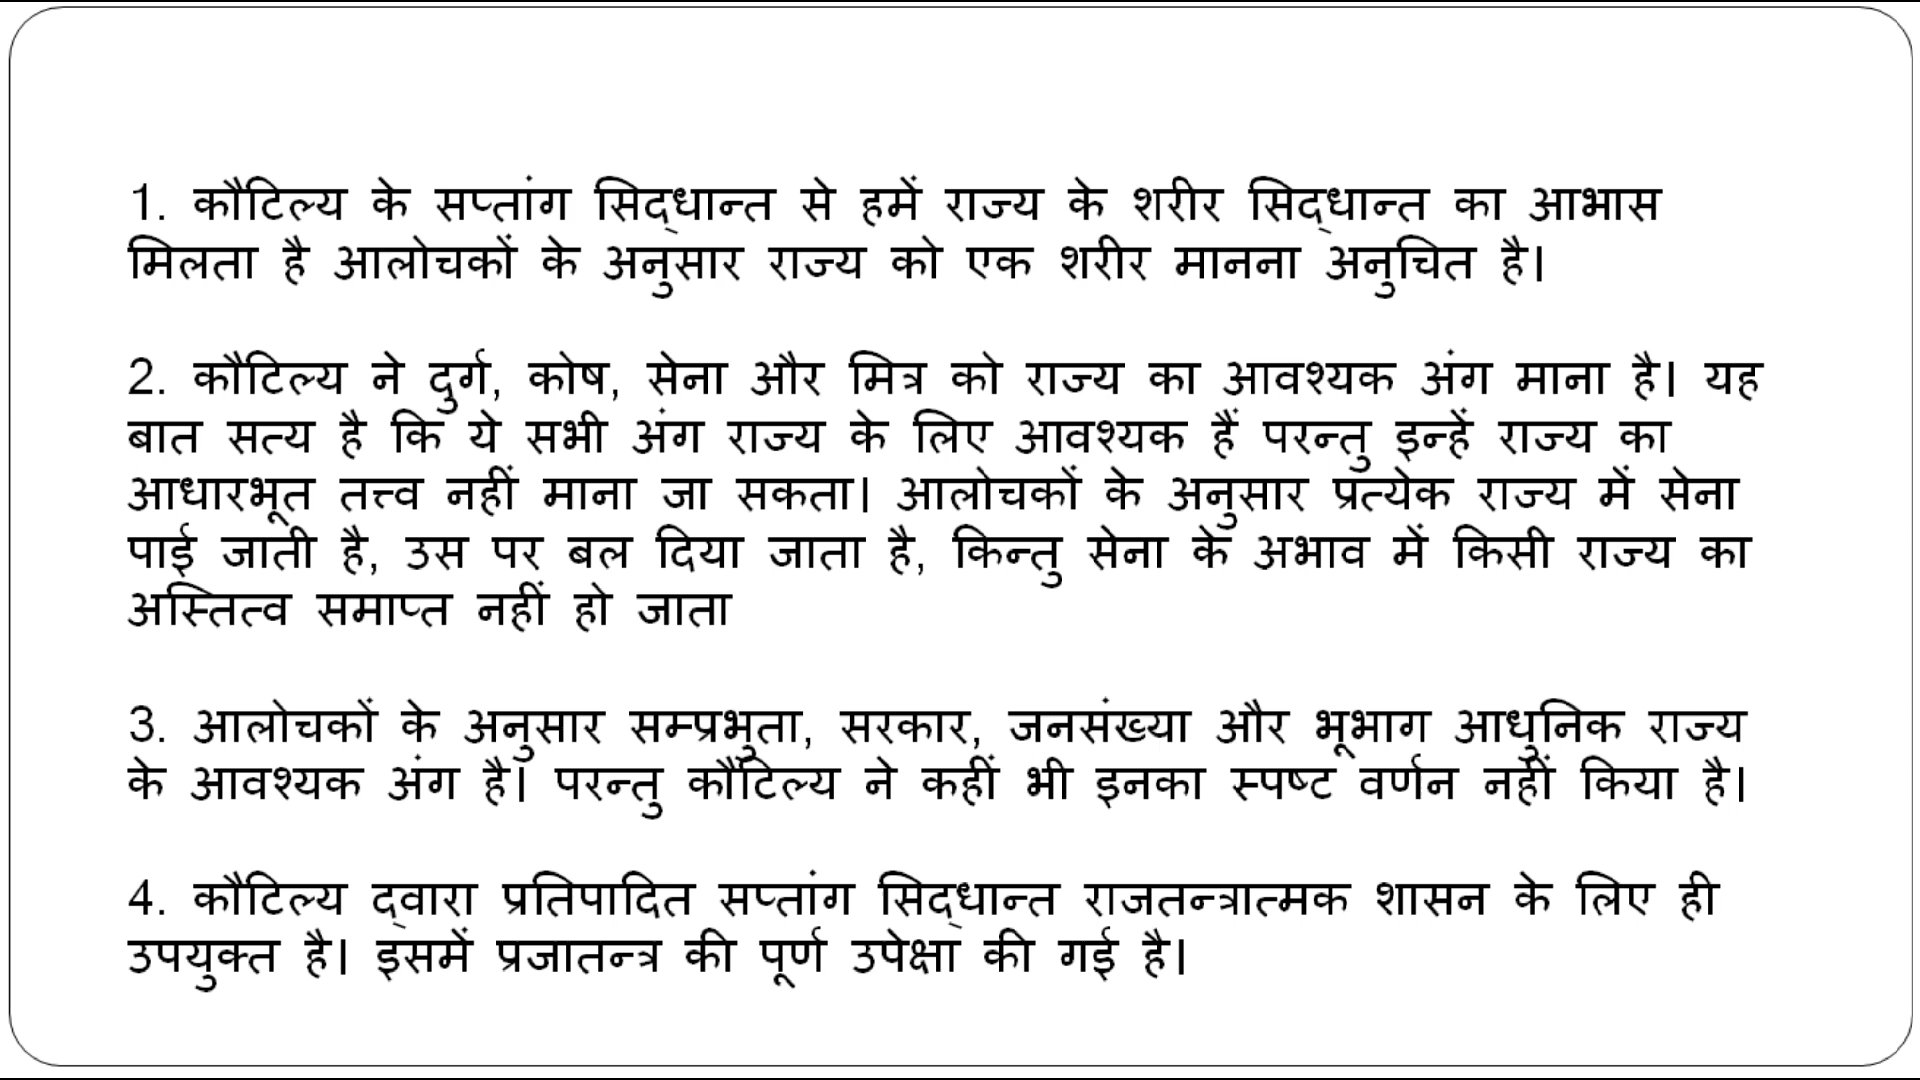 1. कौटिल्य के सप्तांग सिद्धान्त से हमें राज्य के शरीर सिद्धान्त का आभास
मिलता है आलोचकों के अनुसार राज्य को एक शरीर मानना अनुचित है।
2. कौटिल्य ने दुर्ग, कोष, सेना और मित्र को राज्य का आवश्यक अंग माना है। यह
बात सत्य है कि ये सभी अंग राज्य के लिए आवश्यक हैं परन्तु इन्हें राज्य का
आधारभूत तत्त्व नहीं माना जा सकता। आलोचकों के अनुसार प्रत्येक राज्य में सेना
पाई जाती है, उस पर बल दिया जाता है, किन्तु सेना के अभाव में किसी राज्य का
अस्तित्व समाप्त नहीं हो जाता
3. आलोचकों के अनुसार सम्प्रभुता, सरकार, जनसंख्या और भूभाग आधुनिक राज्य
के आवश्यक अंग है। परन्तु कौटिल्य ने कहीं भी इनका स्पष्ट वर्णन नहीं किया है।
4. कौटिल्य द्वारा प्रतिपादित सप्तांग सिद्धान्त राजतन्त्रात्मक शासन के लिए ही
उपयुक्त है। इसमें प्रजातन्त्र की पूर्ण उपेक्षा की गई है।